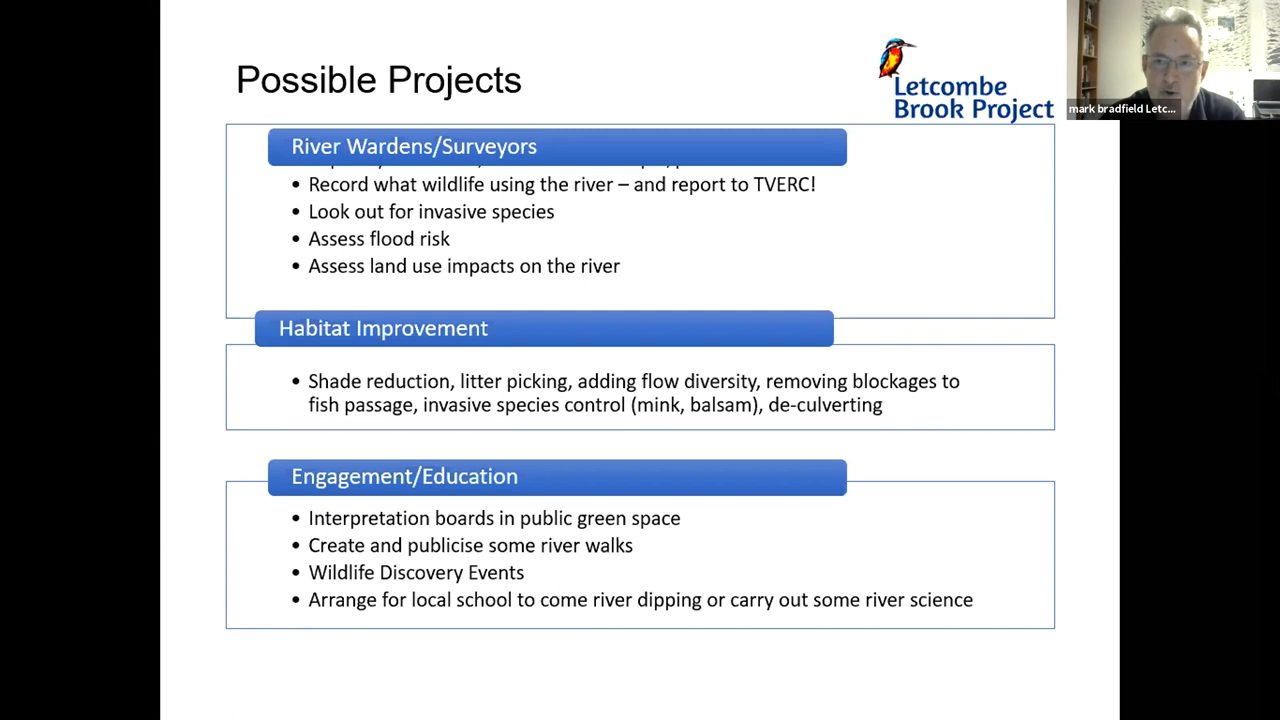 Possible Projects
Letcombe
Brook Project
mark bradfield Letc...
River Wardens/Surveyors
• Record what wildlife using the river – and report to TVERC!
• Look out for invasive species
• Assess flood risk
• Assess land use impacts on the river
Habitat Improvement
• Shade reduction, litter picking, adding flow diversity, removing blockages to
fish passage, invasive species control (mink, balsam), de-culverting
Engagement/Education
• Interpretation boards in public green space
• Create and publicise some river walks
• Wildlife Discovery Events
• Arrange for local school to come river dipping or carry out some river science